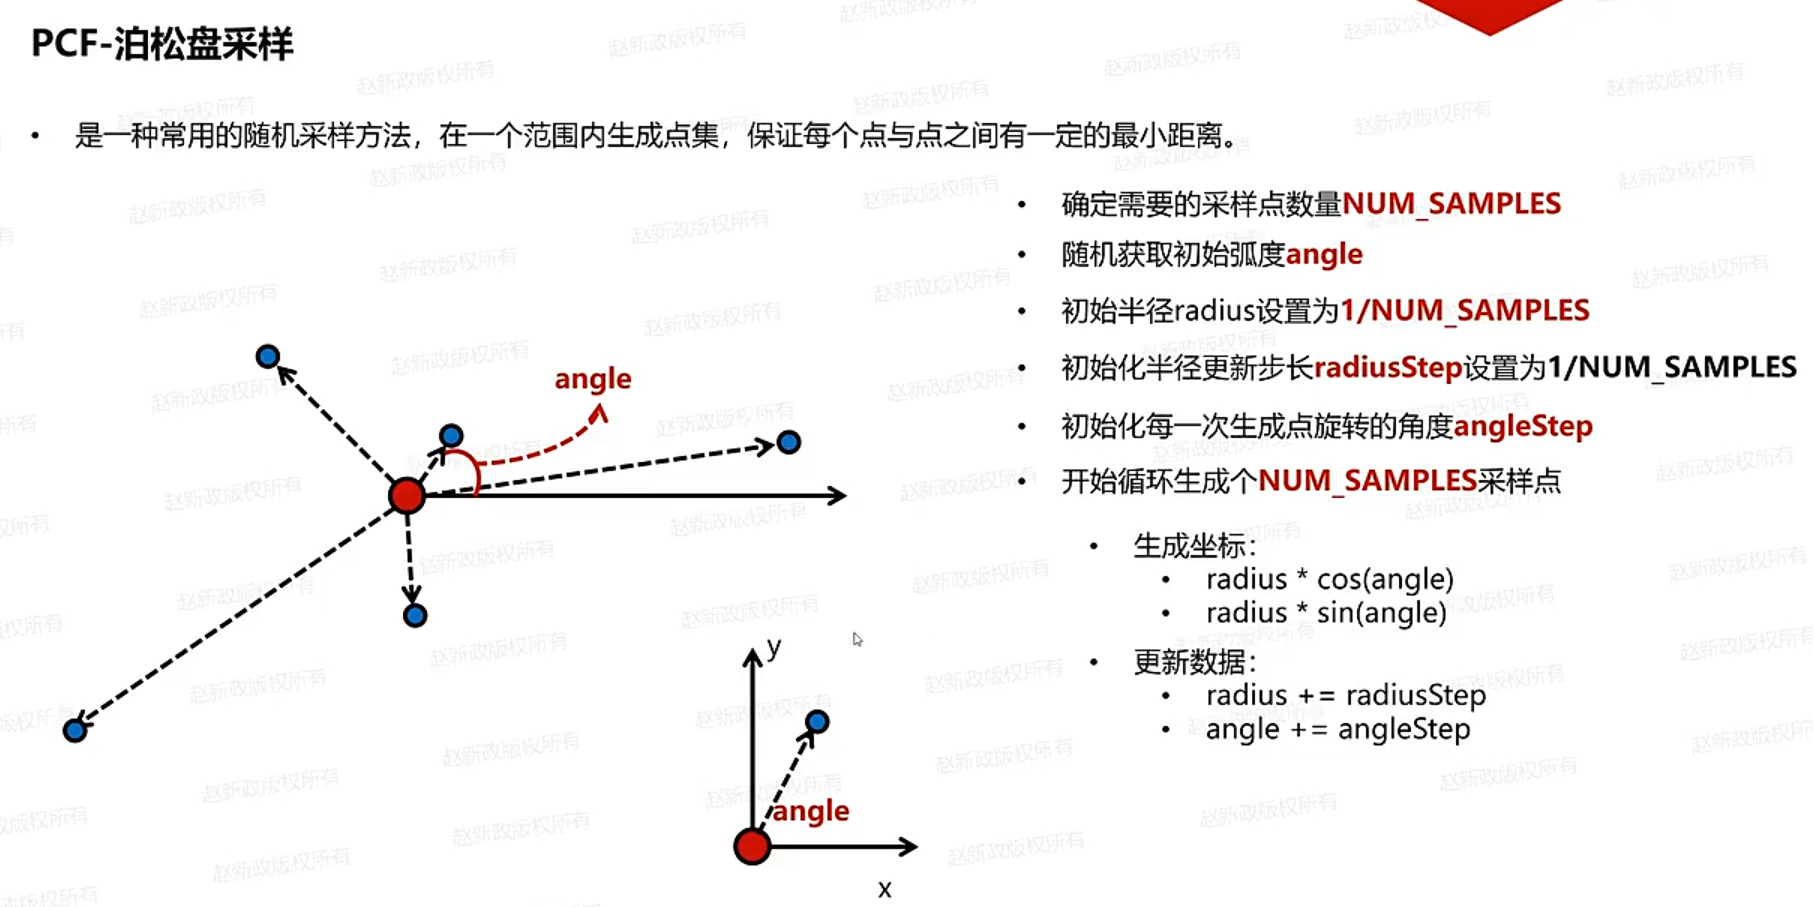 PCF-泊松盘采样
• 是一种常用的随机采样方法，在一个范围内生成点集，保证每个点与点之间有一定的最小距离。
• 确定需要的采样点数量NUM_SAMPLES
• 随机获取初始弧度angle
• 初始半径radius设置为1/NUM_SAMPLES
• 初始化半径更新步长radiusStep设置为1/NUM_SAMPLES
• 初始化每一次生成点旋转的角度angleStep
• 开始循环生成个NUM_SAMPLES采样点
• 生成坐标：
• radius * cos(angle)
• radius * sin(angle)
• 更新数据：
• radius += radiusStep
• angle += angleStep
angle
y
angle
x
赵新政版权所有